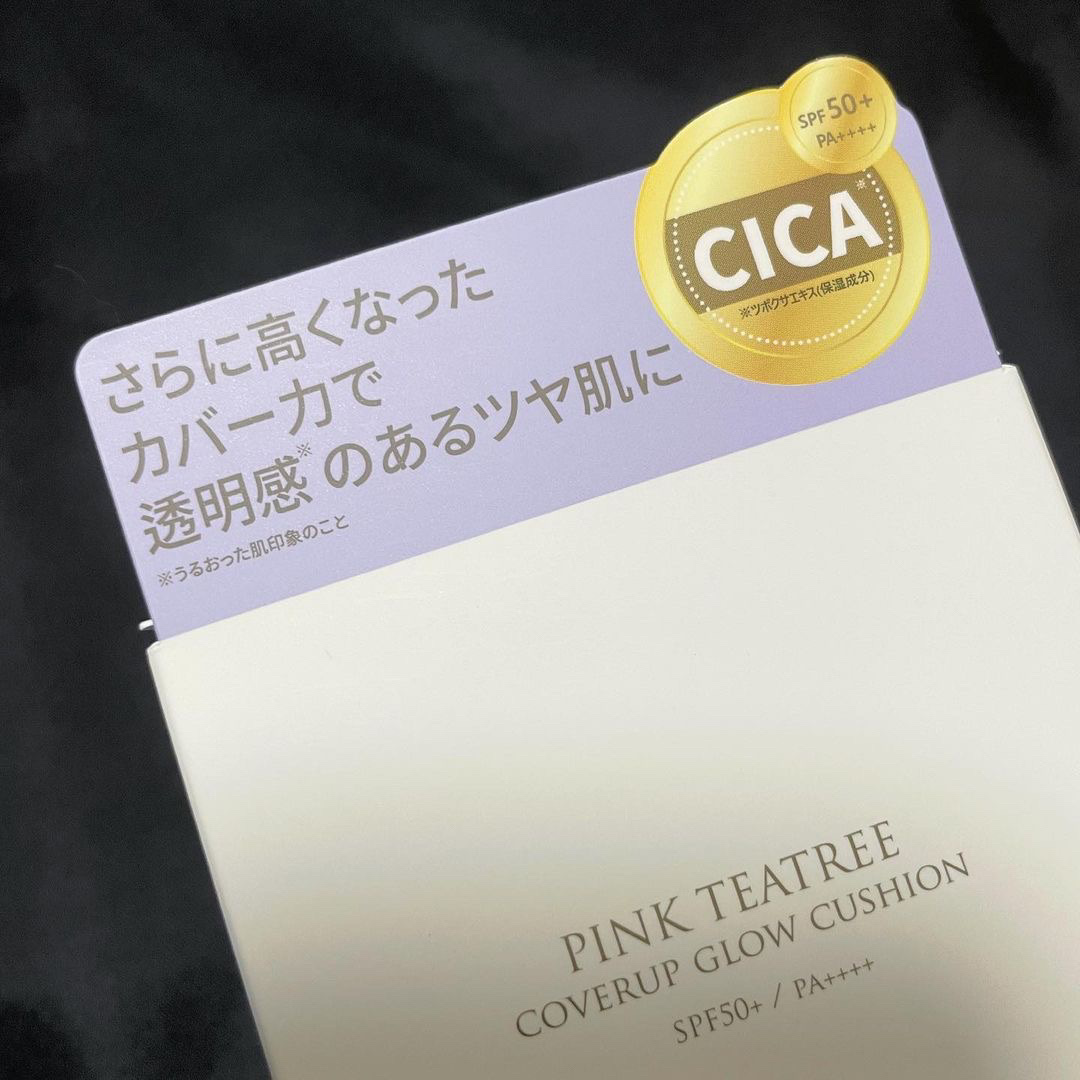 SPF50+
PA++++
CICA※
※ツボクサエキス(保湿成分)
さらに高くなった
カバー力で
透明感※のあるツヤ肌に
※うるおった肌印象のこと
PINK TEATREE
COVERUP GLOW CUSHION
SPF50+ / PA++++